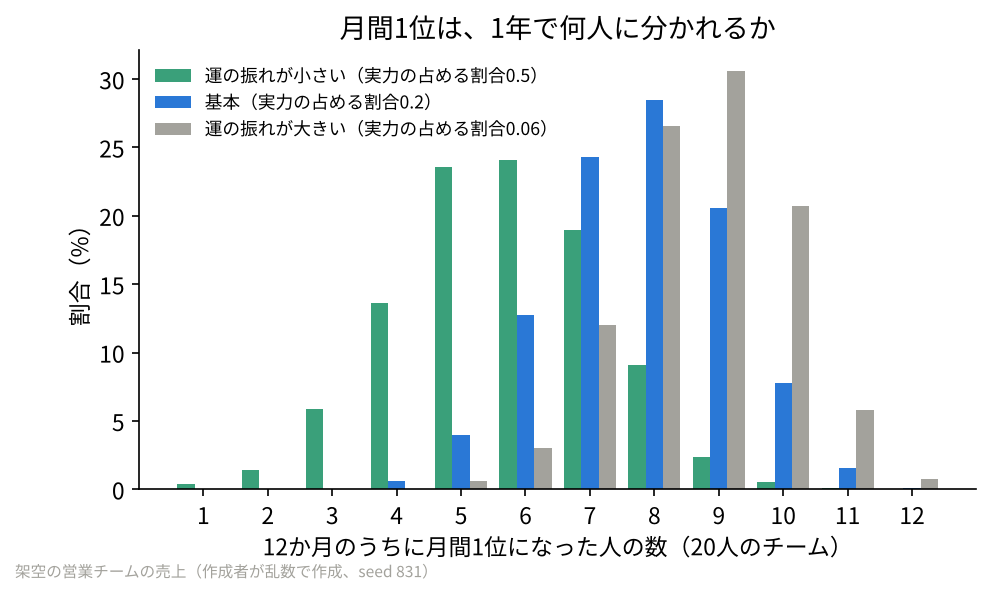 月間1位は、1年で何人に分かれるか
運の振れが小さい（実力の占める割合0.5）
基本（実力の占める割合0.2）
運の振れが大きい（実力の占める割合0.06）
割合（%）
30
25
20
15
10
5
0
1 2 3 4 5 6 7 8 9 10 11 12
12か月のうちに月間1位になった人の数（20人のチーム）
架空の営業チームの売上（作成者が乱数で作成、seed 831）